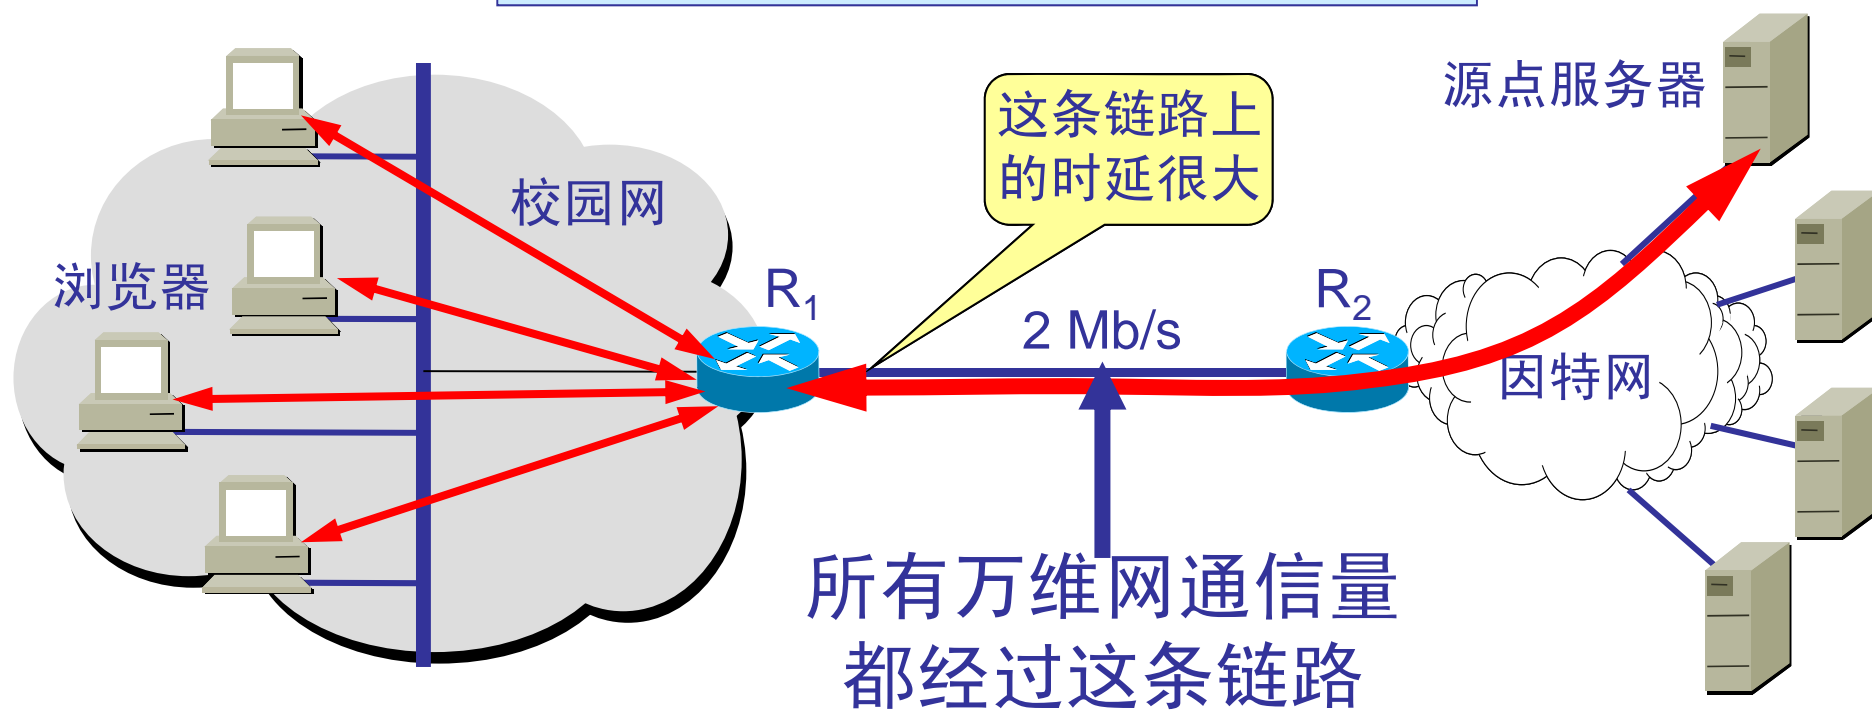 源点服务器
这条链路上
的时延很大
校园网
浏览器
R1
2 Mb/s
R2
因特网
所有万维网通信量
都经过这条链路